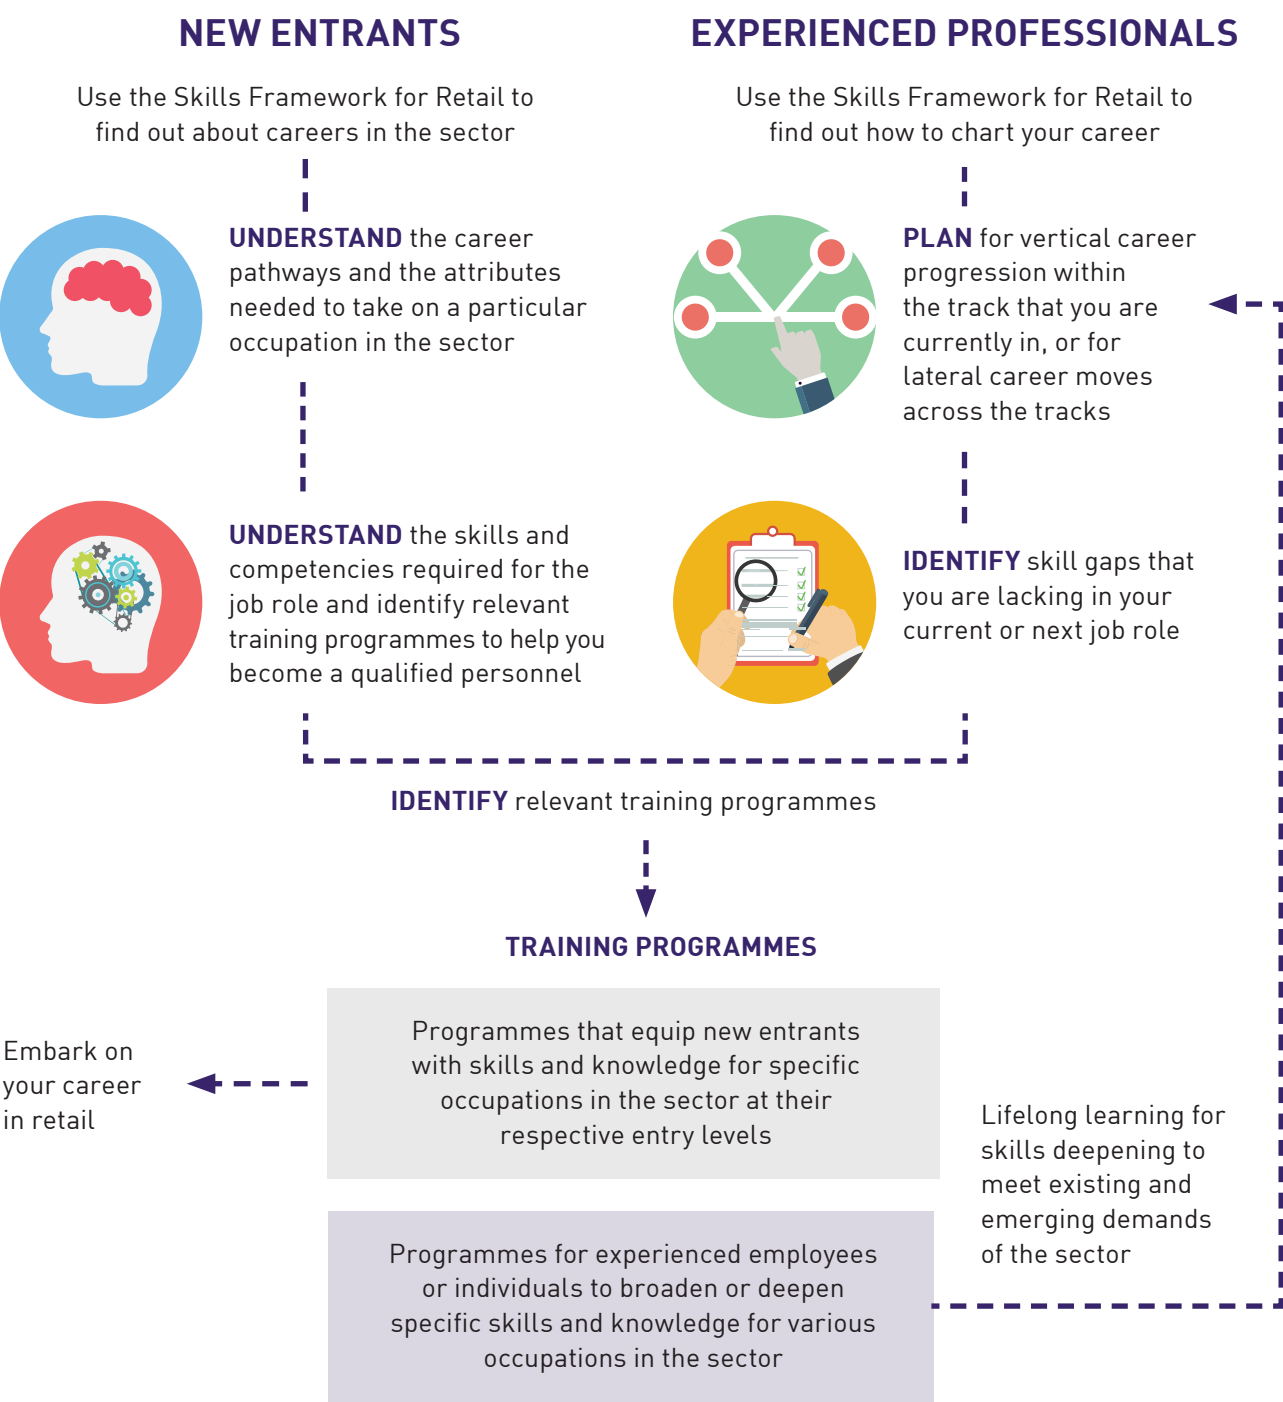 NEW ENTRANTS
Use the Skills Framework for Retail to
find out about careers in the sector
UNDERSTAND the career
pathways and the attributes
needed to take on a particular
occupation in the sector
UNDERSTAND the skills and
competencies required for the
job role and identify relevant
training programmes to help you
become a qualified personnel
EXPERIENCED PROFESSIONALS
Use the Skills Framework for Retail to
find out how to chart your career
PLAN for vertical career
progression within
the track that you are
currently in, or for
lateral career moves
across the tracks
IDENTIFY skill gaps that
you are lacking in your
current or next job role
IDENTIFY relevant training programmes
TRAINING PROGRAMMES
Programmes that equip new entrants
with skills and knowledge for specific
occupations in the sector at their
respective entry levels
Embark on
your career
in retail
Programmes for experienced employees
or individuals to broaden or deepen
specific skills and knowledge for various
occupations in the sector
Lifelong learning for
skills deepening to
meet existing and
emerging demands
of the sector